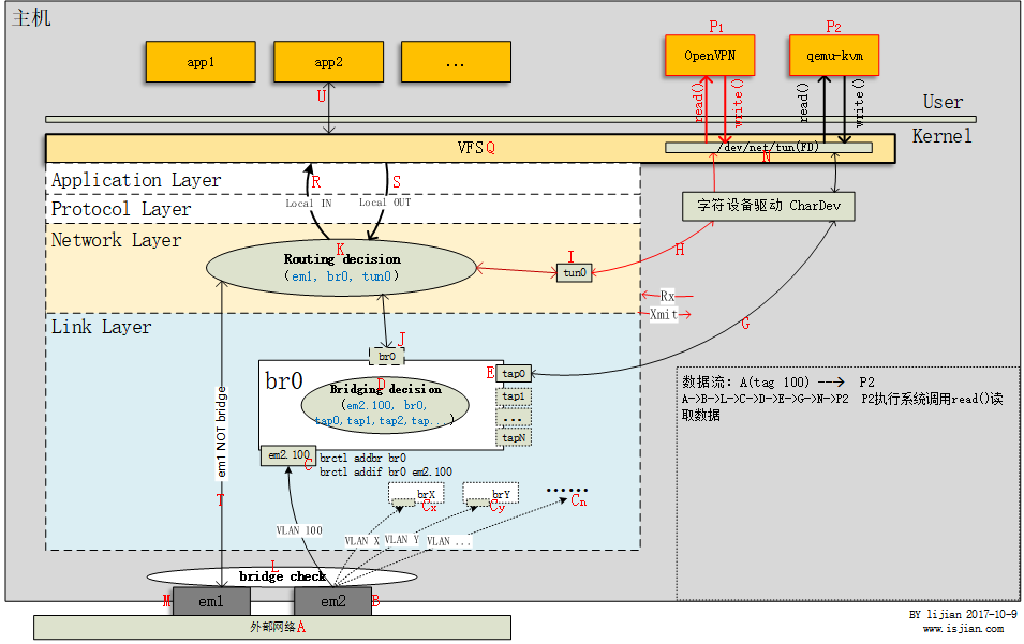 主机
P1
P2
app1
app2
...
OpenVPN
qemu-kvm
U
read()
write()
read()
write()
User
Kernel
VFSQ
/dev/net/tun(FD)
N
Application Layer
R
S
Local IN
Local OUT
Protocol Layer
字符设备驱动 CharDev
Network Layer
K
Routing decision
(em1, br0, tun0)
I
tun0
H
Rx
Xmit
G
Link Layer
J
br0
br0
D
Bridging decision
(em2.100, br0,
tap0,tap1,tap2,tap...)
E
tap0
tap1
...
tapN
em2.100
C
brctl addbr br0
brctl addif br0 em2.100
em1 NOT bridge
T
brX
Cx
brY
Cy
......
Cn
VLAN 100
VLAN X
VLAN Y
VLAN ...
数据流: A(tag 100) ---> P2
A->B->L->C->D->E->G->N->P2 P2执行系统调用read()读
取数据
L
bridge check
M
em1
em2
B
外部网络A
BY lijian 2017-10-9
www.isjian.com